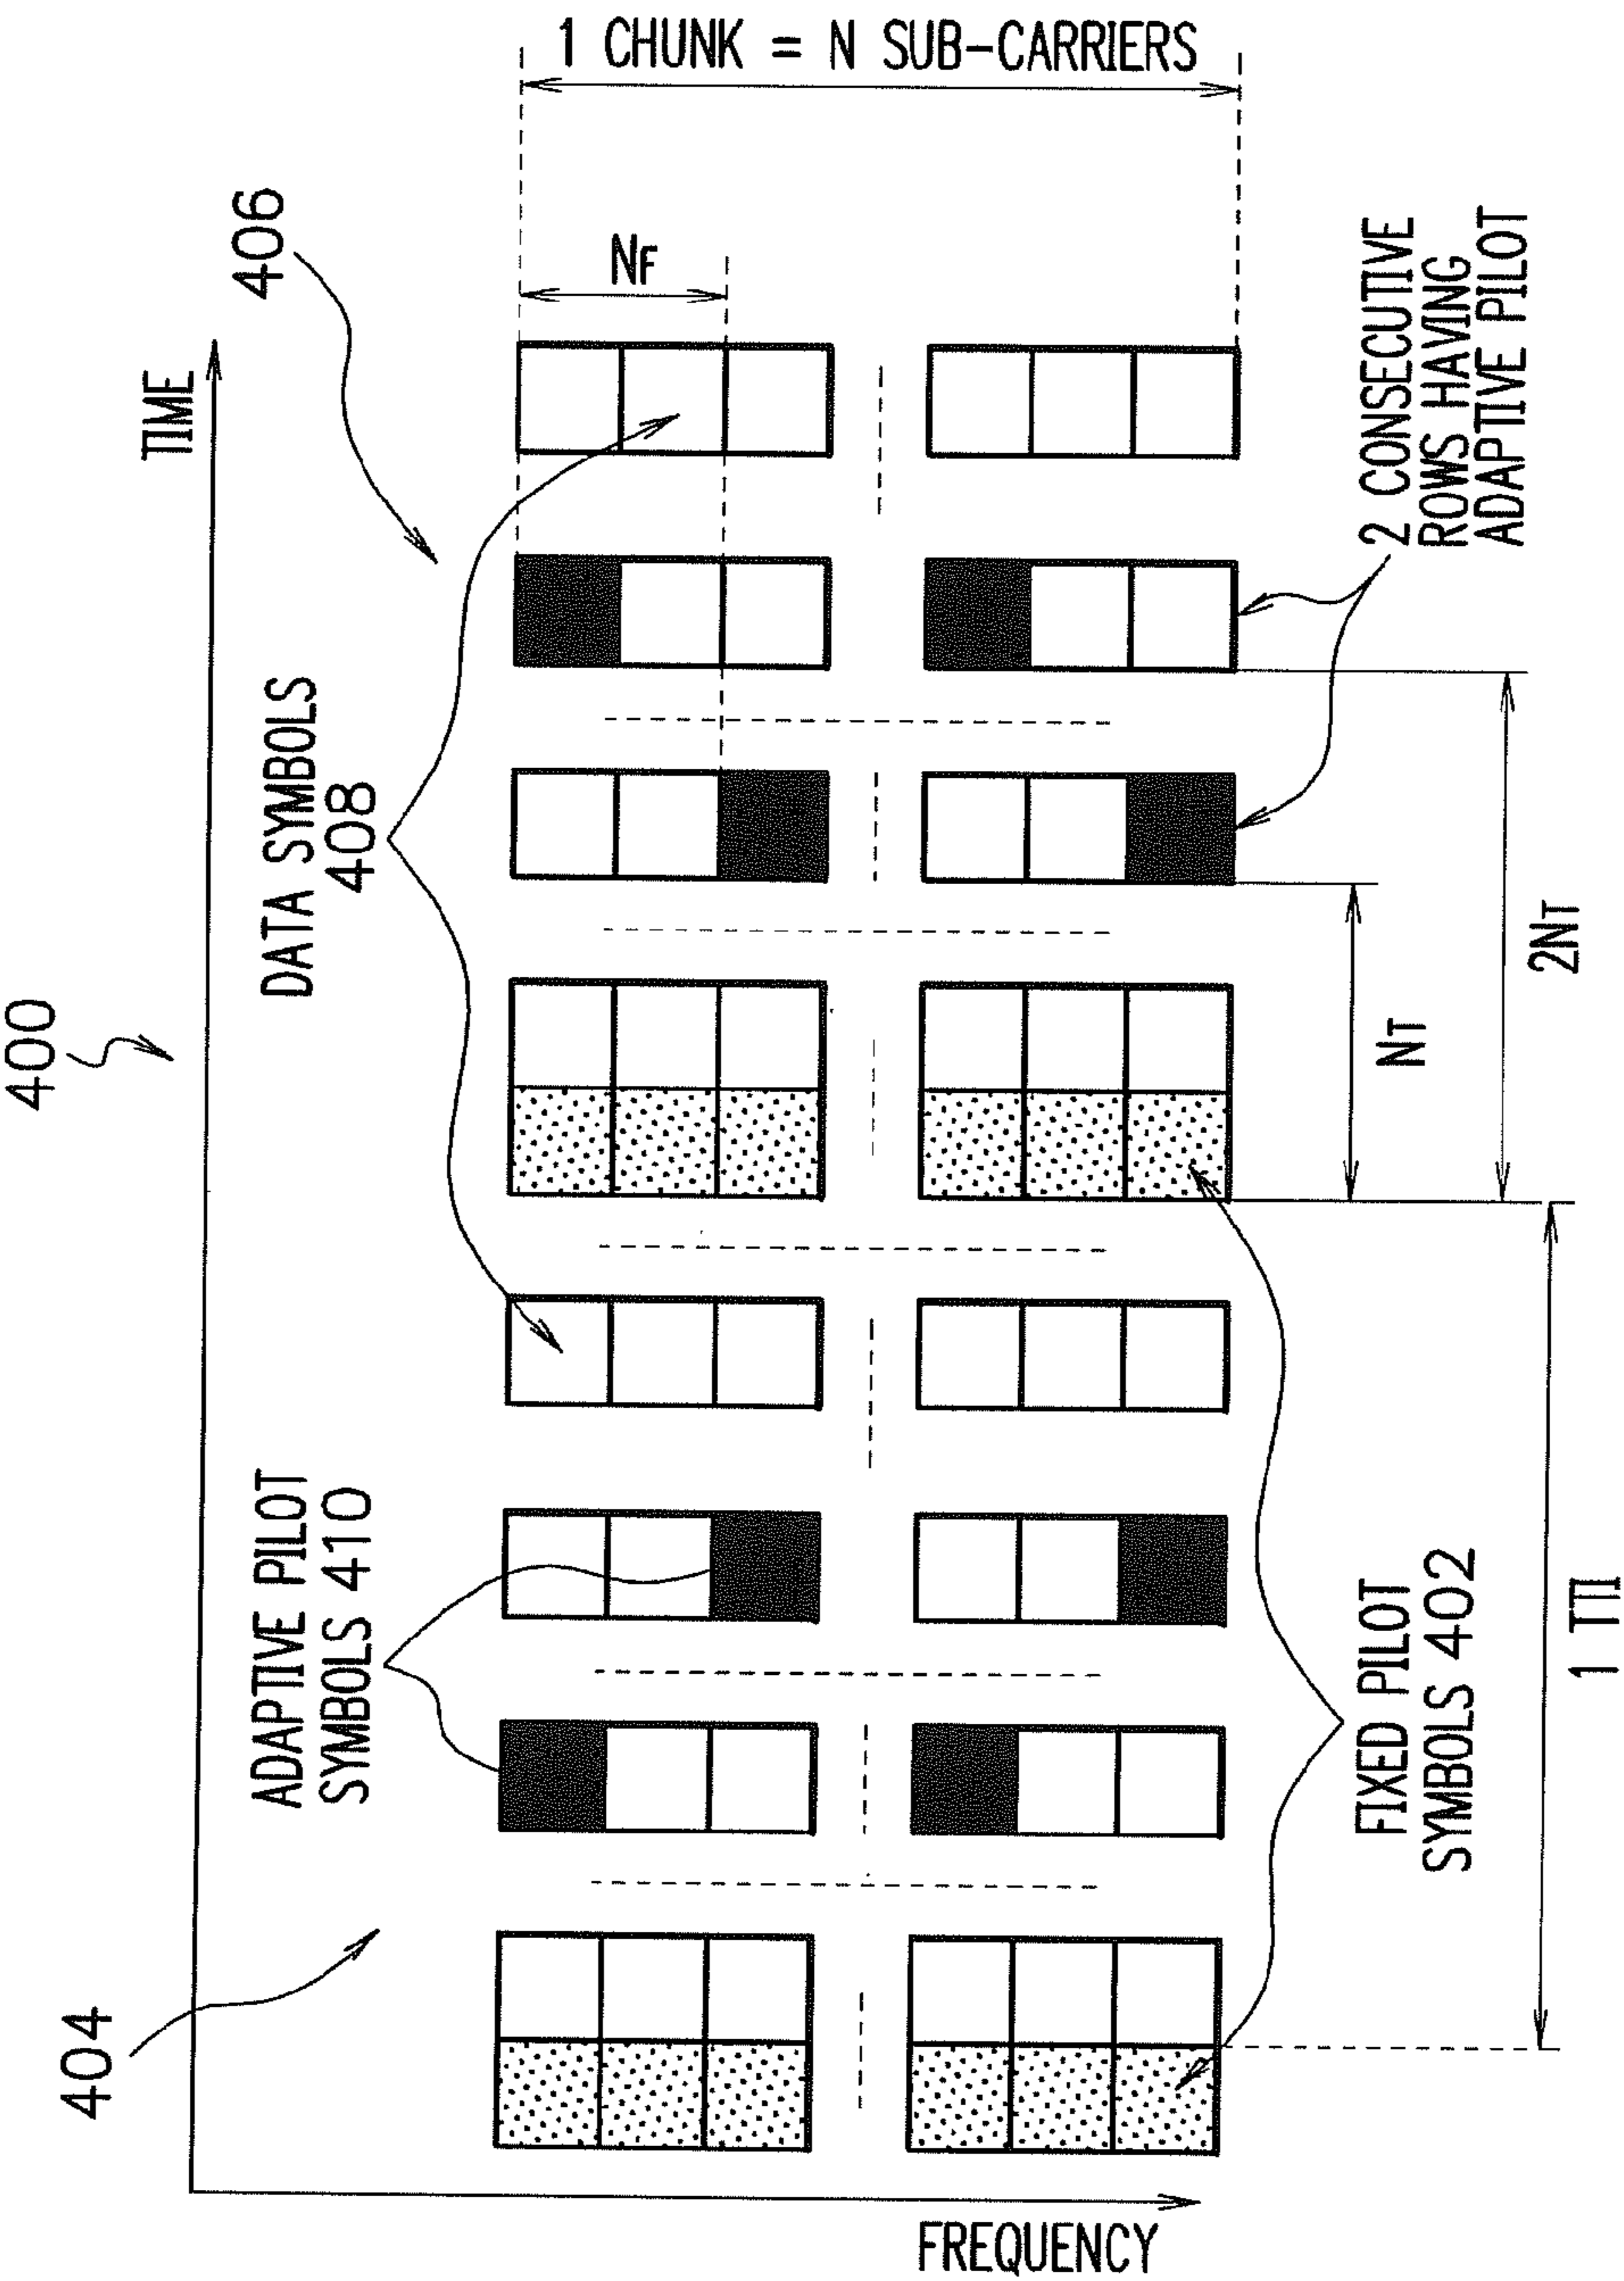 400
TIME
404
406
ADAPTIVE PILOT
SYMBOLS 410
DATA SYMBOLS
408
NF
1 CHUNK = N SUB-CARRIERS
FREQUENCY
FIXED PILOT
SYMBOLS 402
NT
2NT
1 TTI
2 CONSECUTIVE
ROWS HAVING
ADAPTIVE PILOT